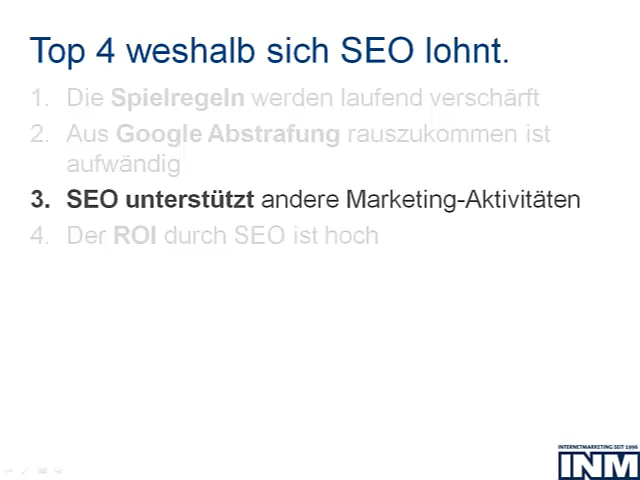 Top 4 weshalb sich SEO lohnt.
1. Die Spielregeln werden laufend verschärft
2. Aus Google Abstrafung rauszukommen ist
aufwändig
3. SEO unterstützt andere Marketing-Aktivitäten
4. Der ROI durch SEO ist hoch
INTERNETMARKETING SEIT 1996
INM